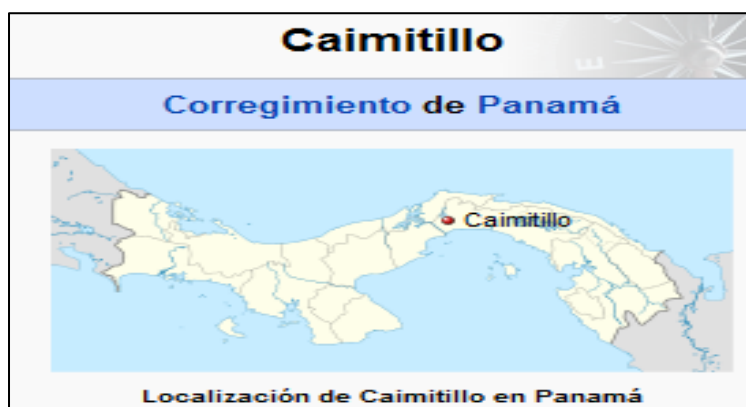 Caimitillo
Corregimiento de Panamá
Caimitillo
Localización de Caimitillo en Panamá